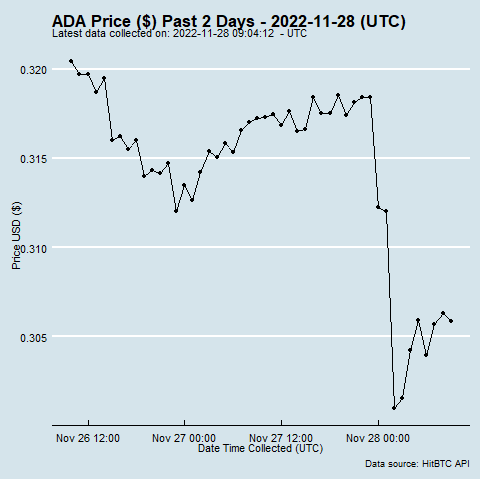 ADA Price ($) Past 2 Days - 2022-11-28 (UTC)
Latest data collected on: 2022-11-28 09:04:12 - UTC
0.320
0.315
0.310
0.305
Price USD ($)
Nov 26 12:00
Nov 27 00:00
Nov 27 12:00
Nov 28 00:00
Date Time Collected (UTC)
Data source: HitBTC API